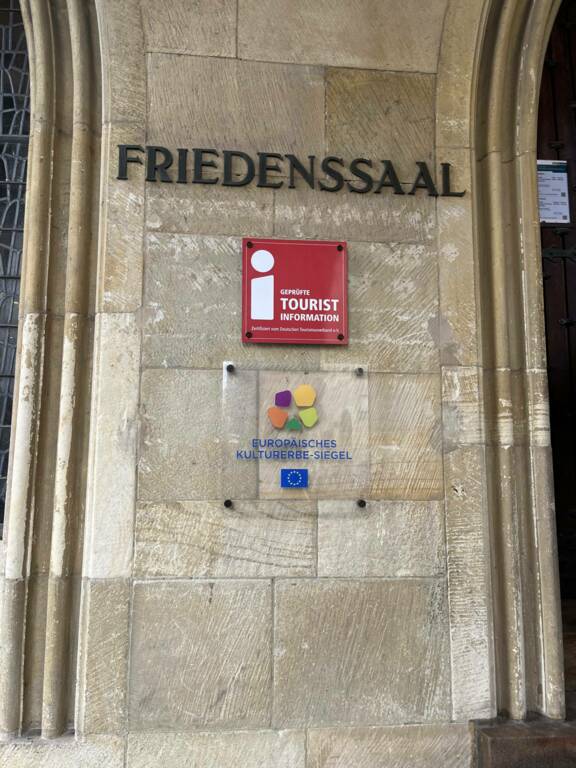 FRIEDENSSAAL
GEPRÜFTE
TOURIST
INFORMATION
Zertifiziert vom Deutschen Tourismusverband e.V.
EUROPÄISCHES
KULTURERBE-SIEGEL